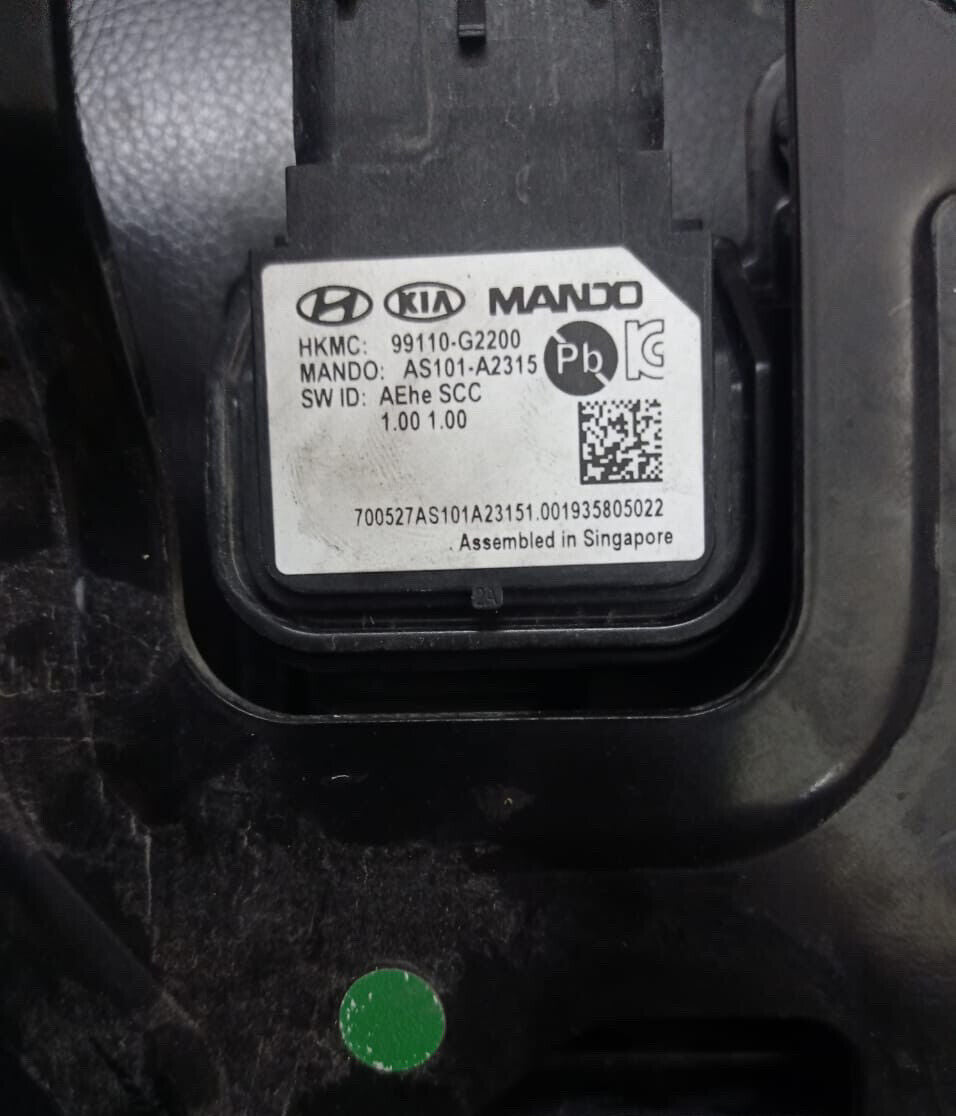 KIA MANDO
HKMC: 99110-G2200
MANDO: AS101-A2315
SW ID: AEhe SCC
1.00 1.00
Pb
700527AS101A23151.001935805022
Assembled in Singapore